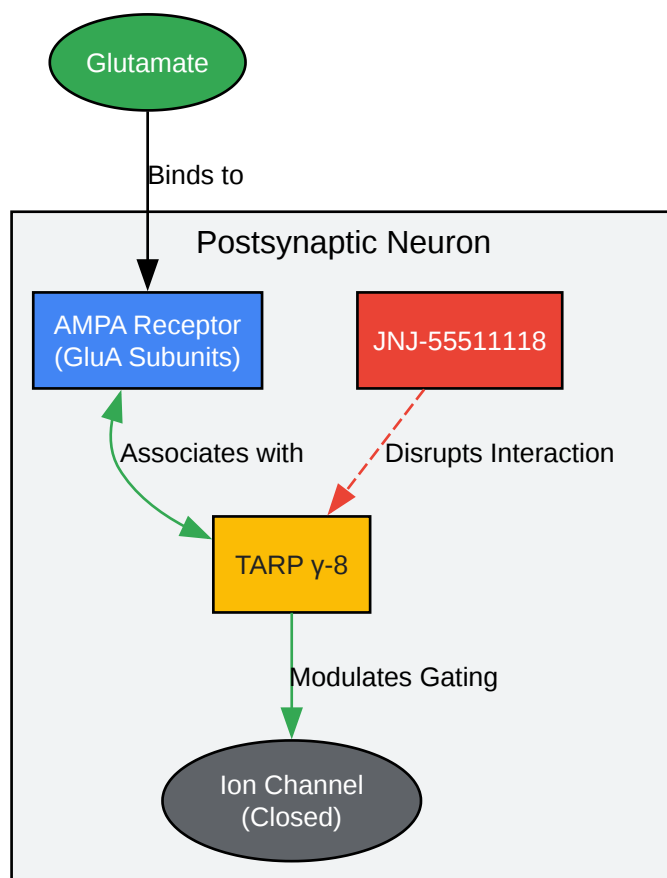 Glutamate
Binds to
Postsynaptic Neuron
AMPA Receptor
(GluA Subunits)
JNJ-55511118
Associates with
Disrupts Interaction
TARP γ-8
Modulates Gating
Ion Channel
(Closed)